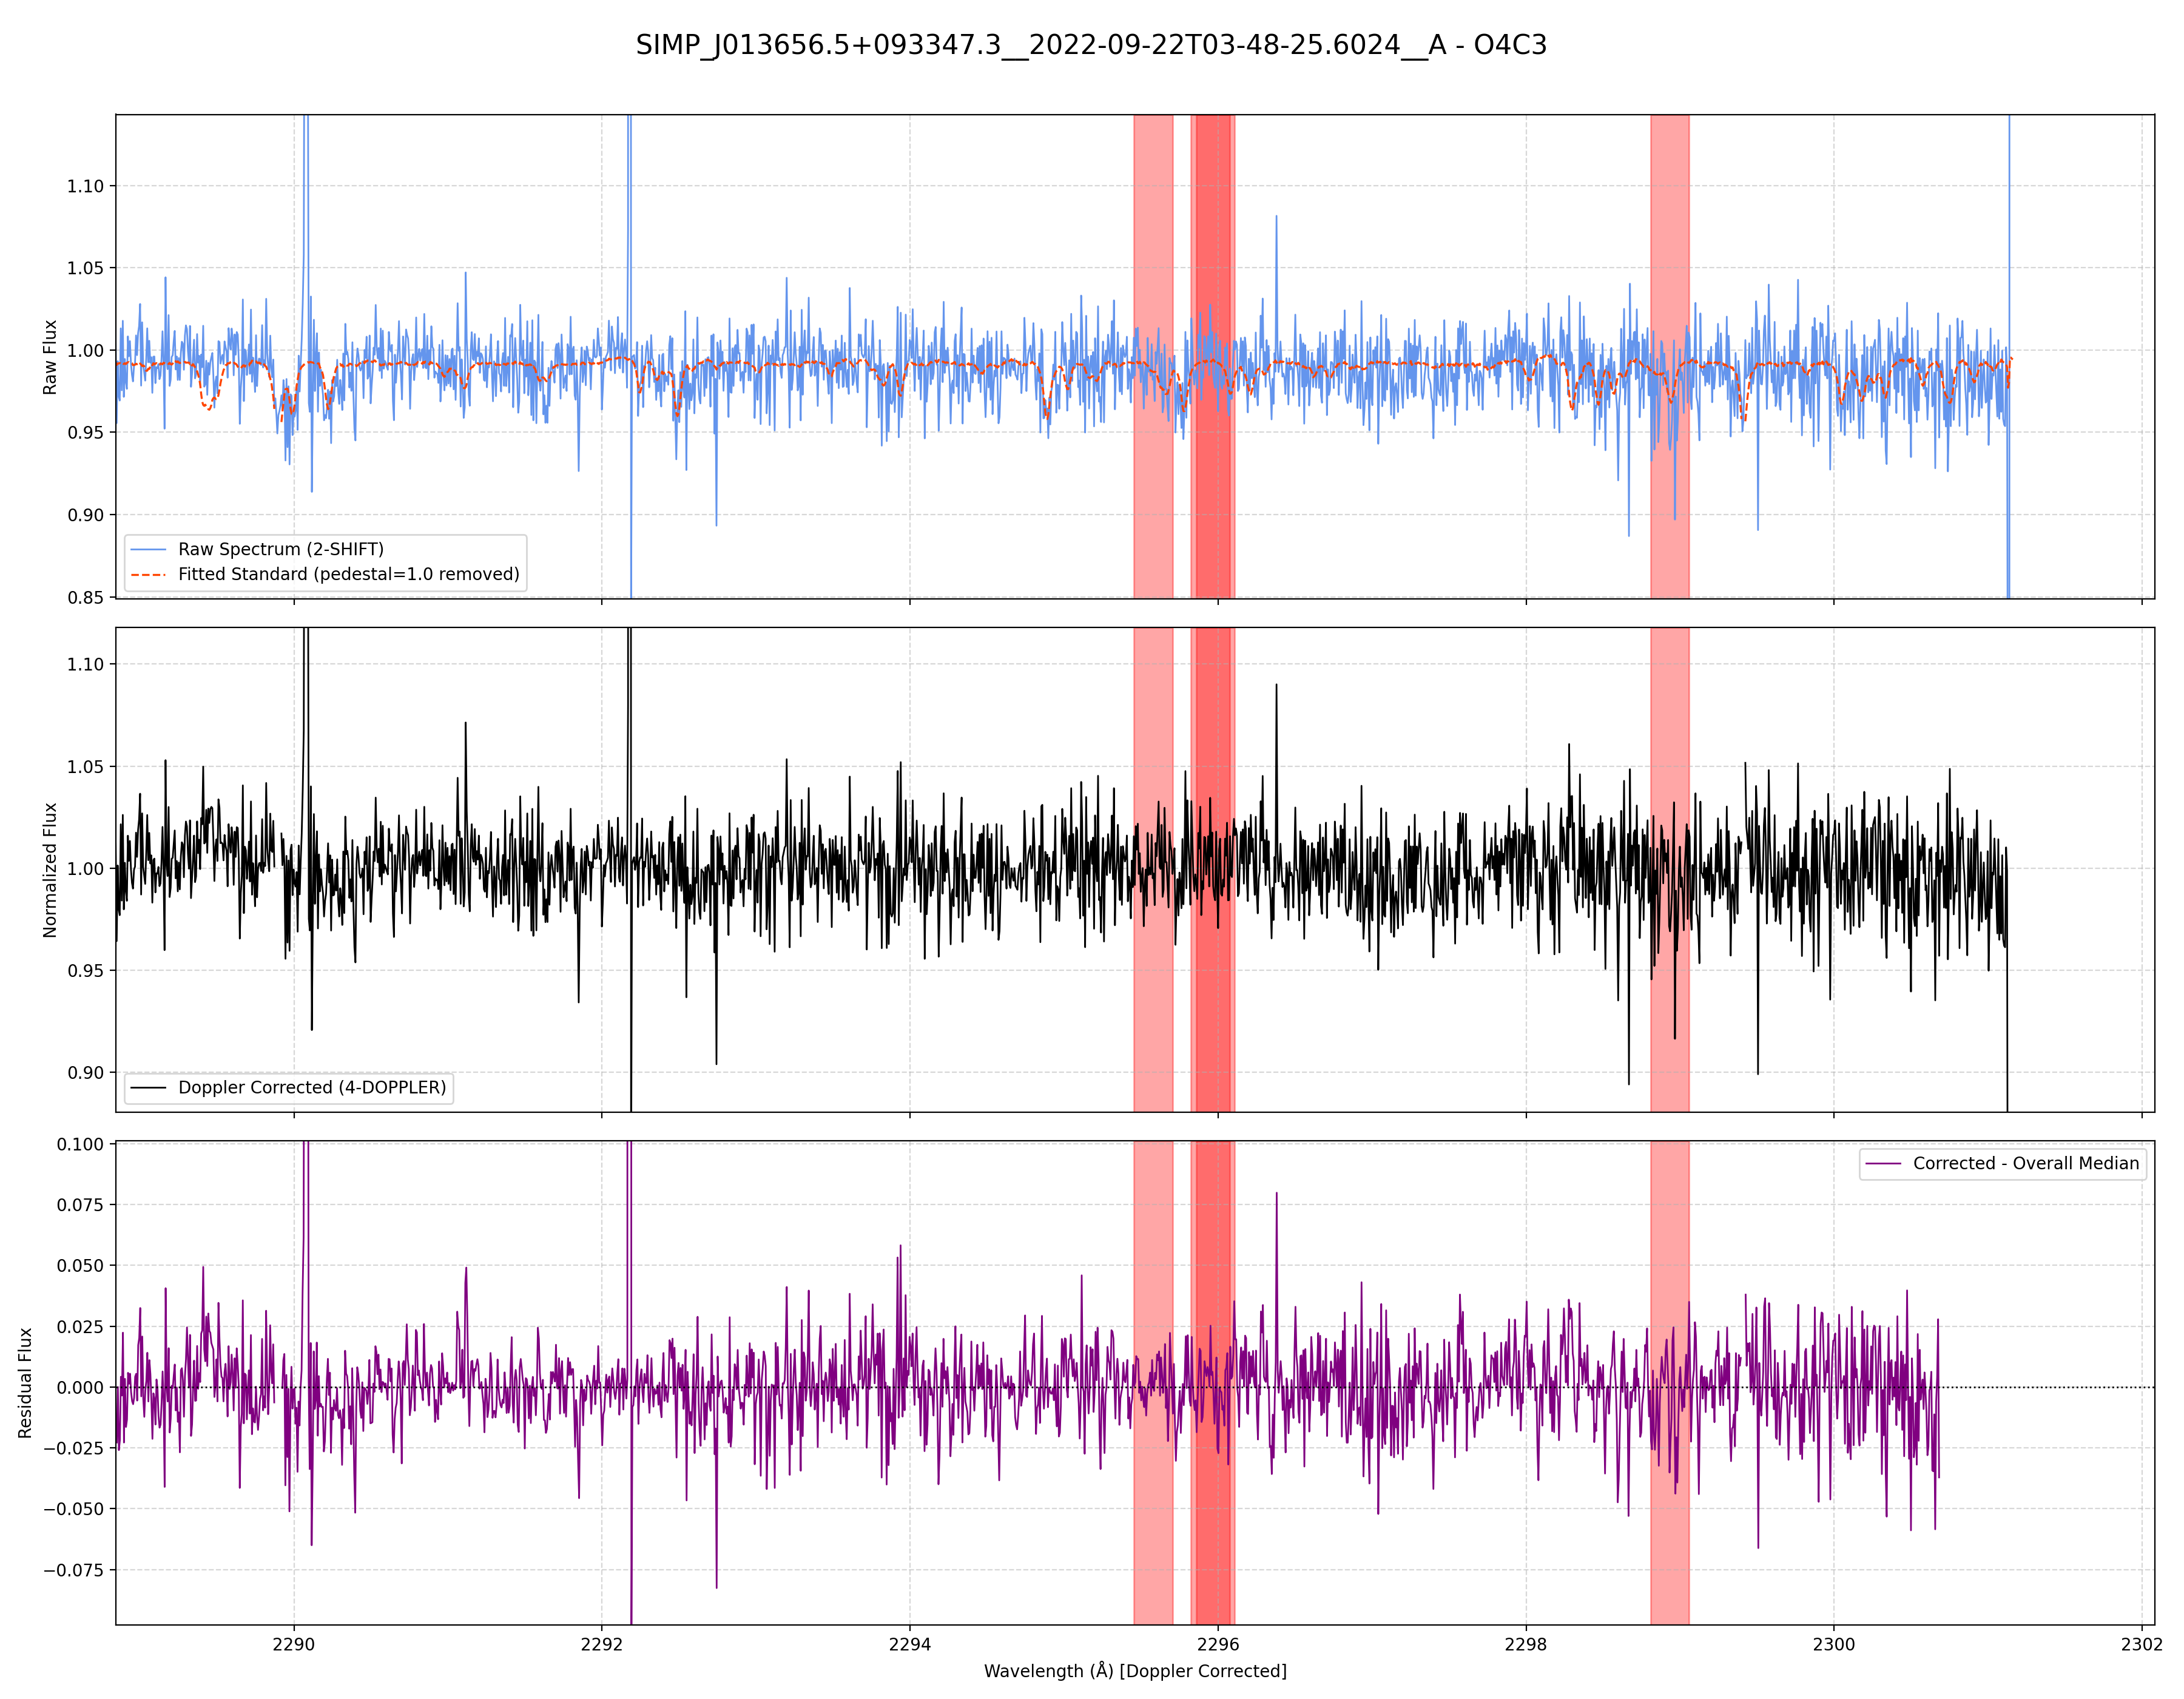 SIMP_J013656.5+093347.3__2022-09-22T03-48-25.6024__A - O4C3
Raw Flux
1.10
1.05
1.00
0.95
0.90
0.85
Raw Spectrum (2-SHIFT)
Fitted Standard (pedestal=1.0 removed)
Normalized Flux
1.10
1.05
1.00
0.95
0.90
Doppler Corrected (4-DOPPLER)
Residual Flux
0.100
0.075
0.050
0.025
0.000
−0.025
−0.050
−0.075
Corrected - Overall Median
2290 2292 2294 2296 2298 2300 2302
Wavelength (Å) [Doppler Corrected]